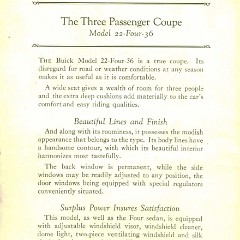 The Three Passenger Coupe
Model 22-Four-36
THE Buick Model 22-Four-36 is a true coupe. Its
disregard for road or weather conditions at any season
makes it as useful as it is comfortable.
A wide seat gives a wealth of room for three people
and the extra deep cushions add materially to the car's
comfort and easy riding qualities.
Beautiful Lines and Finish
And along with its roominess, it possesses the modish
appearance that belongs to the type. Its body lines have
a handsome contour, with which its beautiful interior
harmonizes most tastefully.
The back window is permanent, while the side
windows may be readily adjusted to any position, the
door windows being equipped with special regulators
conveniently situated.
Surplus Power Insures Satisfaction
This model, as well as the Four sedan, is equipped
with adjustable windshield visor, windshield cleaner,
dome light, two-piece ventilating windshield and silk